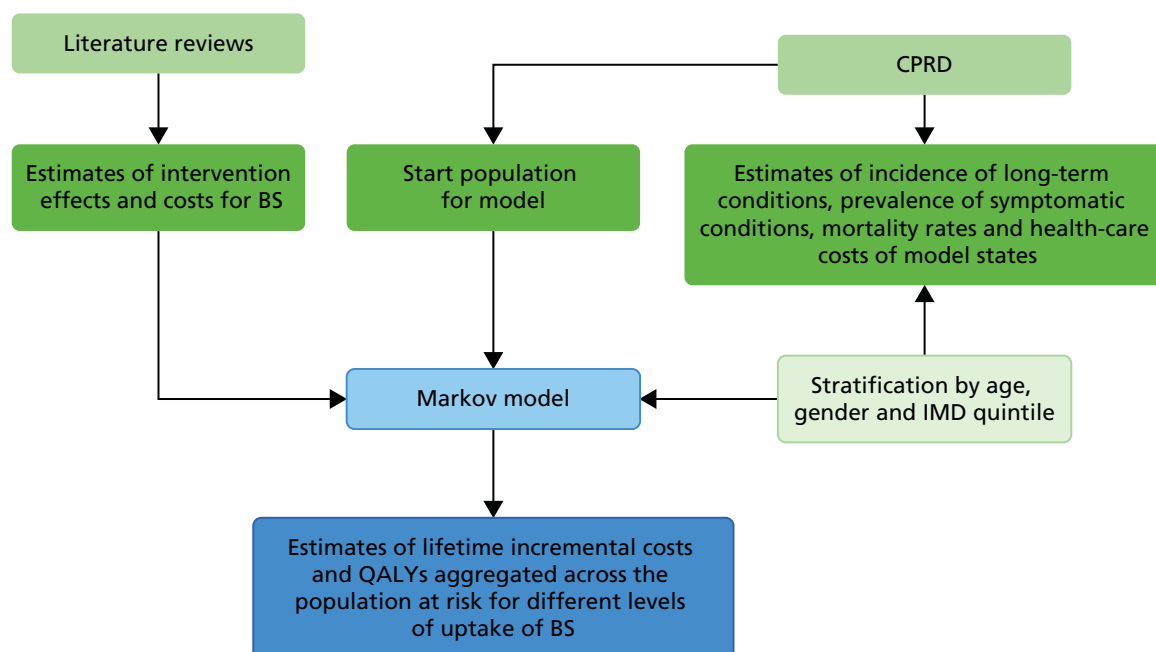 Literature reviews
CPRD
Estimates of intervention
effects and costs for BS
Start population
for model
Estimates of incidence of long-term
conditions, prevalence of symptomatic
conditions, mortality rates and health-care
costs of model states
Markov model
Stratification by age,
gender and IMD quintile
Estimates of lifetime incremental costs
and QALYs aggregated across the
population at risk for different levels
of uptake of BS